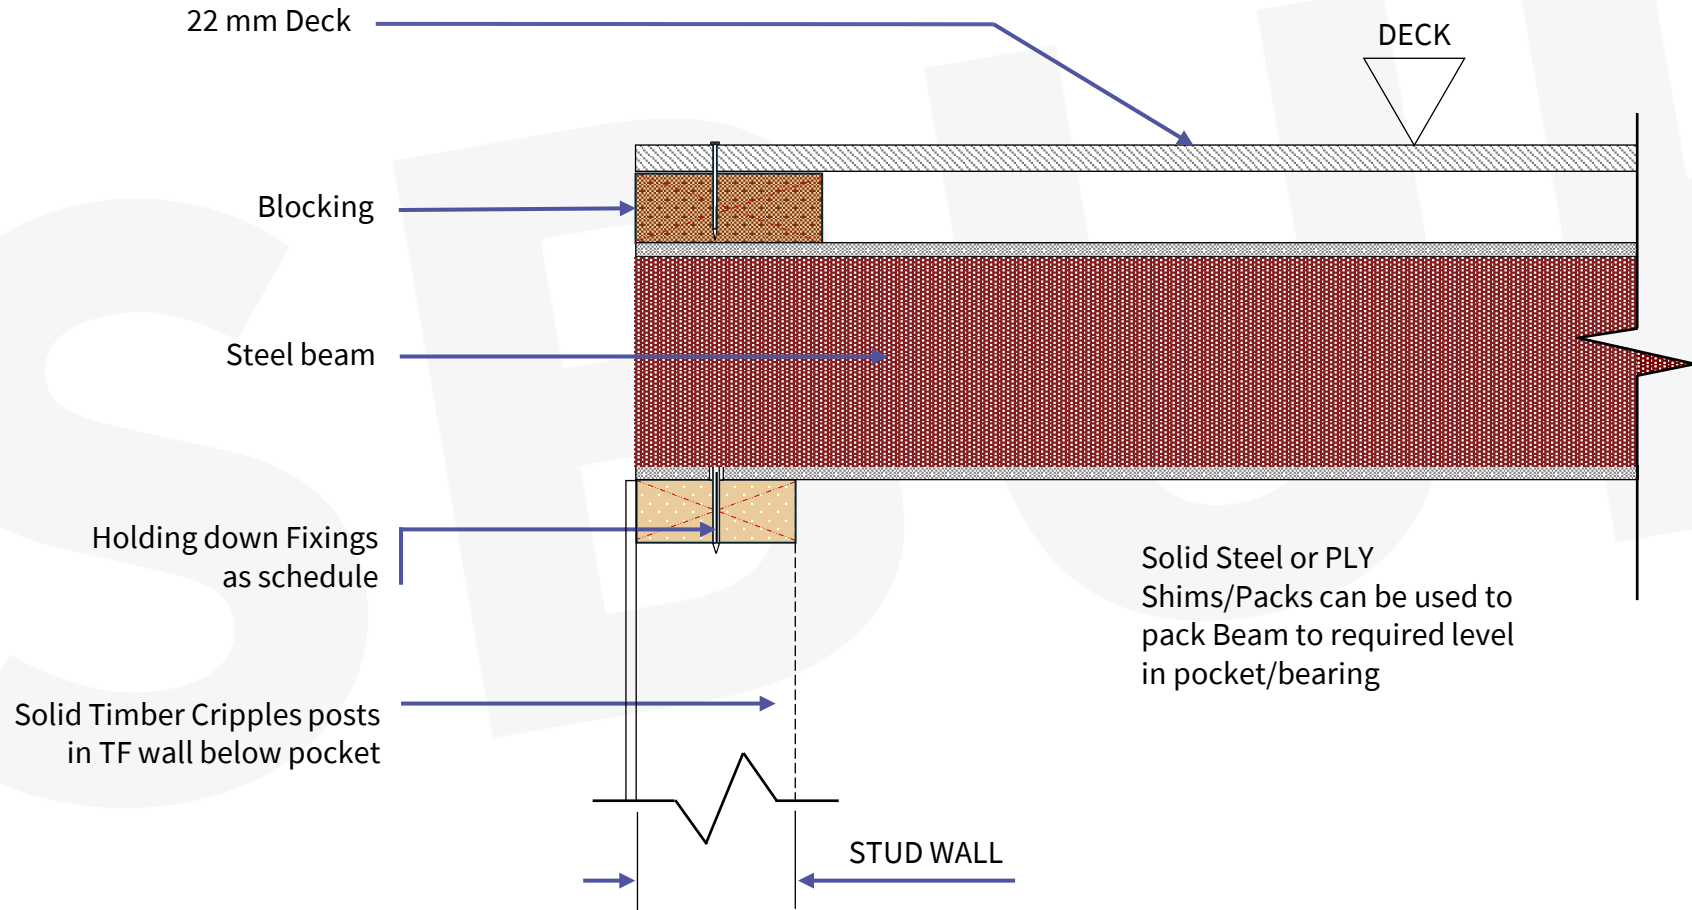 22 mm Deck
DECK
Blocking
Steel beam
Holding down Fixings
as schedule
Solid Steel or PLY
Shims/Packs can be used to
pack Beam to required level
in pocket/bearing
Solid Timber Cripples posts
in TF wall below pocket
STUD WALL